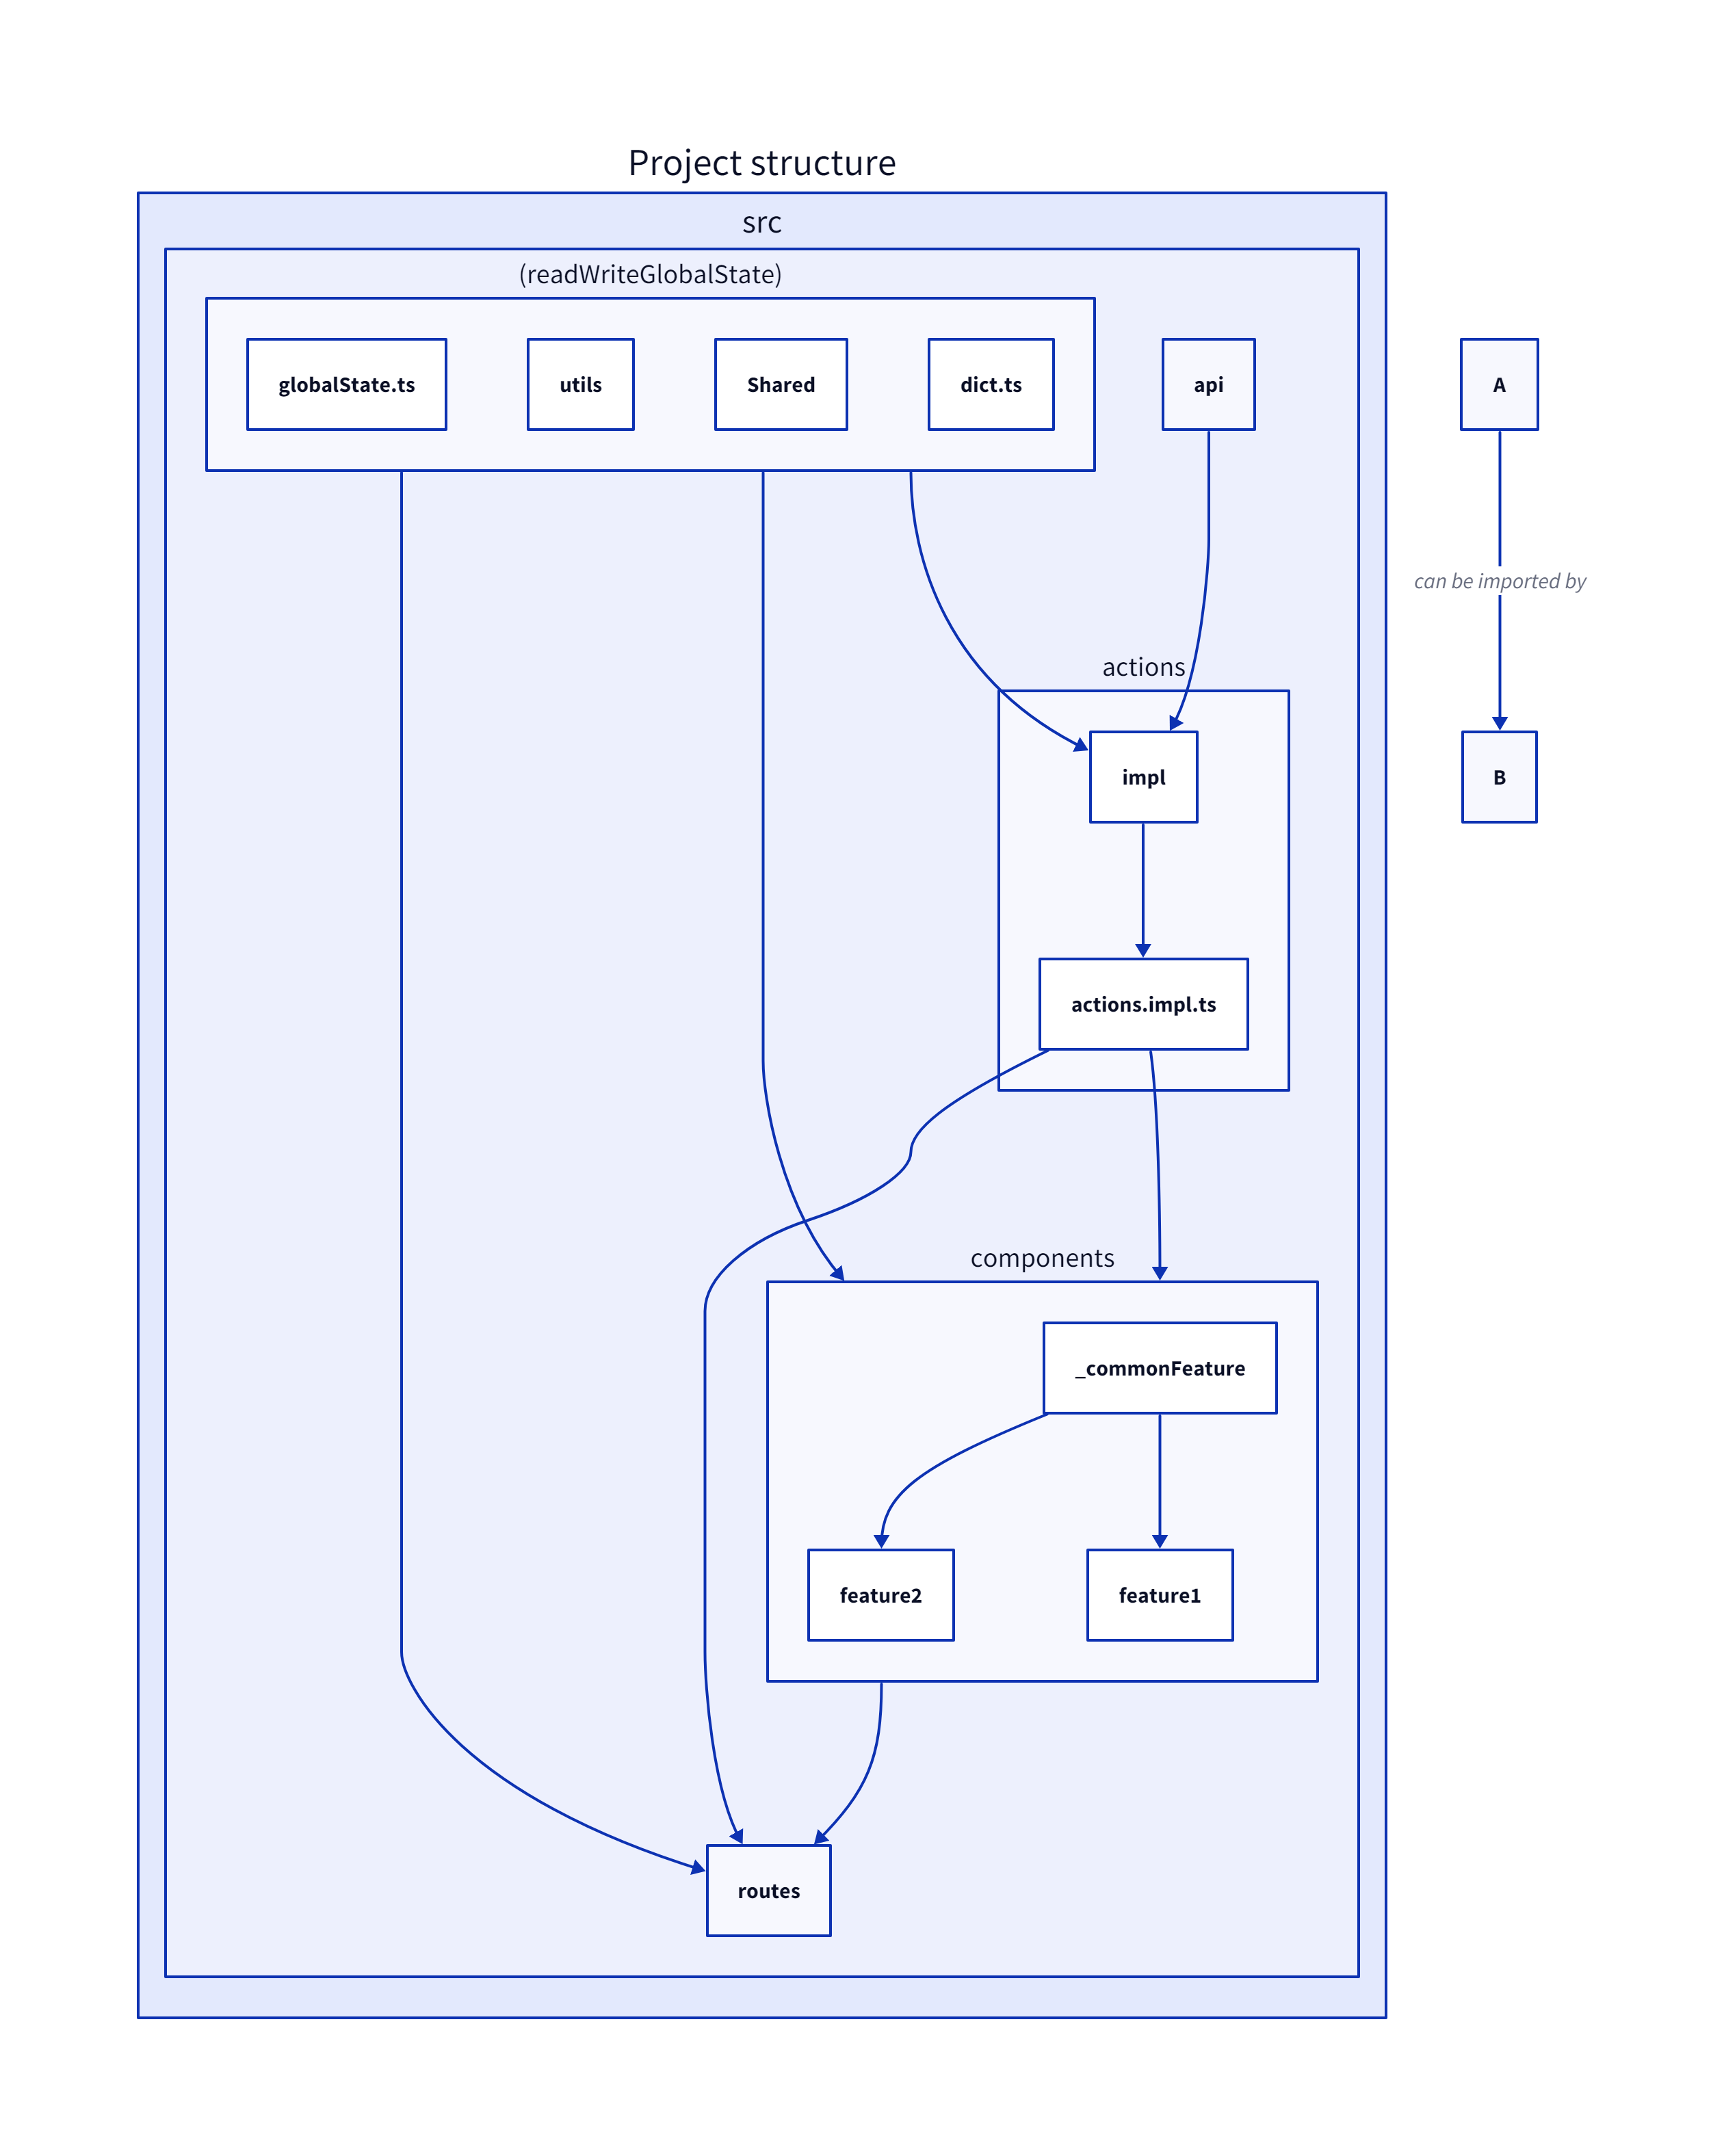 Project structure
src
(readWriteGlobalState)
globalState.ts
utils
Shared
dict.ts
api
A
can be imported by
actions
impl
B
actions.impl.ts
components
_commonFeature
feature2
feature1
routes